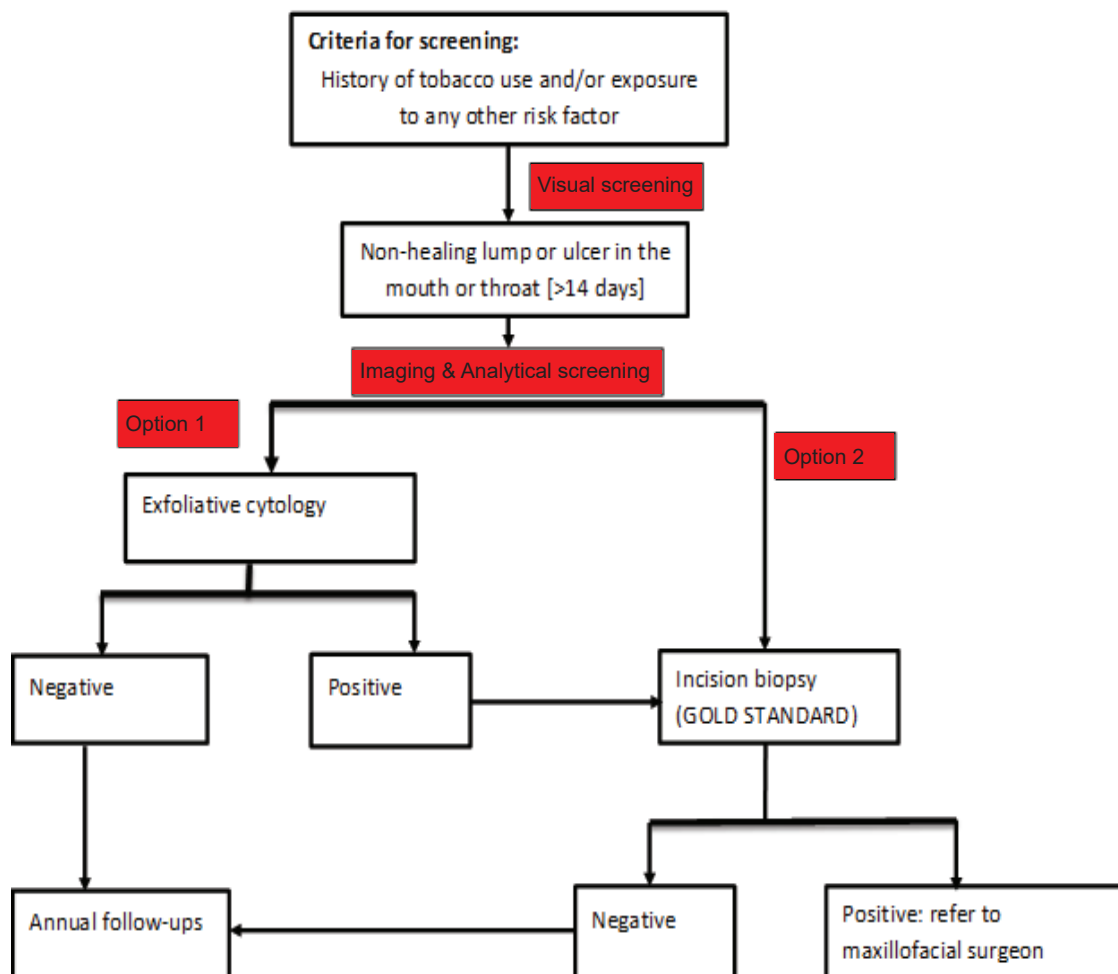 Criteria for screening:
History of tobacco use and/or exposure
to any other risk factor
Visual screening
Non-healing lump or ulcer in the
mouth or throat [>14 days]
Imaging & Analytical screening
Option 1
Option 2
Exfoliative cytology
Negative
Positive
Incision biopsy
(GOLD STANDARD)
Annual follow-ups
Negative
Positive: refer to
maxillofacial surgeon